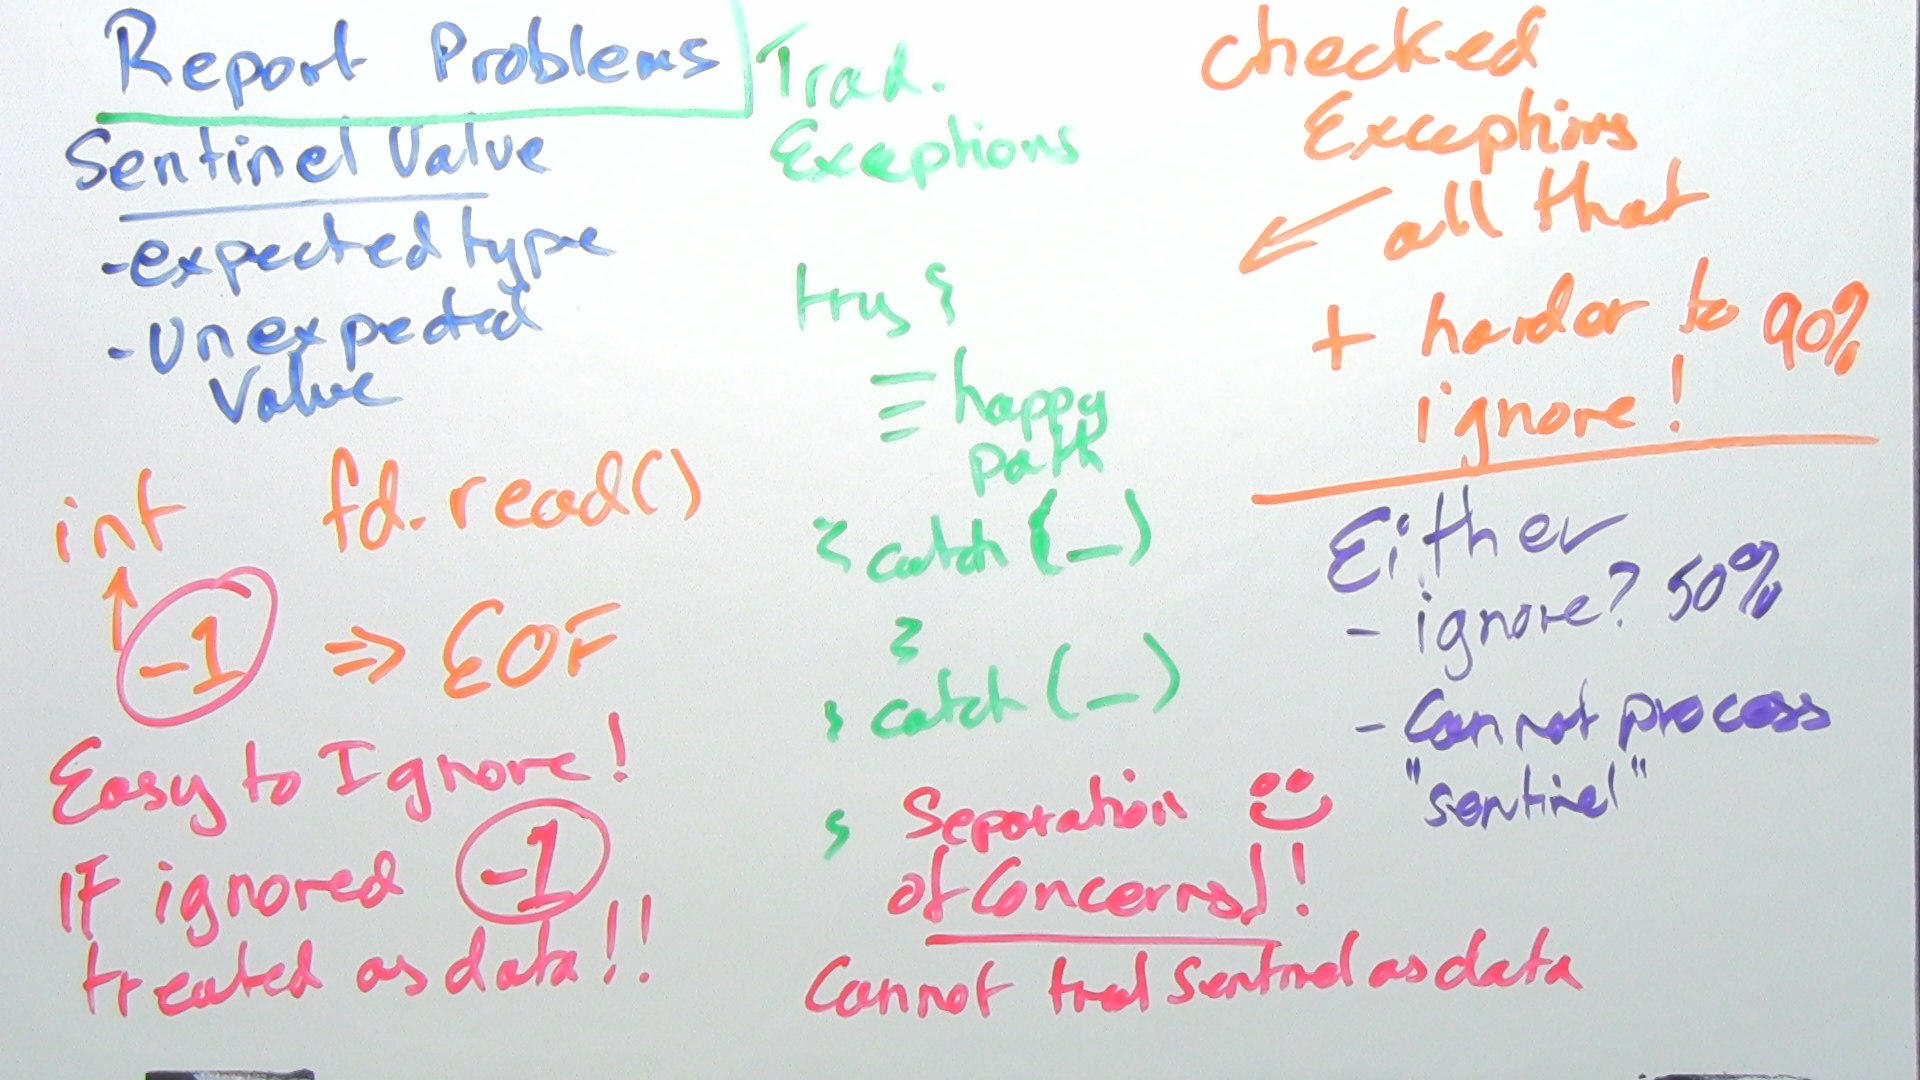 Report Problems
Sentinel Value
- expected type
- Unexpected
Value
int fd.read()
-1 => EOF
Easy to Ignore!
IF ignored -1
treated as data!!
Trad.
Exceptions
try {
happy
path
} catch (_)
}
} catch (_)
}
Separation
of Concerns!
Cannot treat Sentinel as data
Checked
Exceptions
← all that
+ harder to 90%
ignore!
Either
- ignore? 50%
- Cannot process
"sentinel"